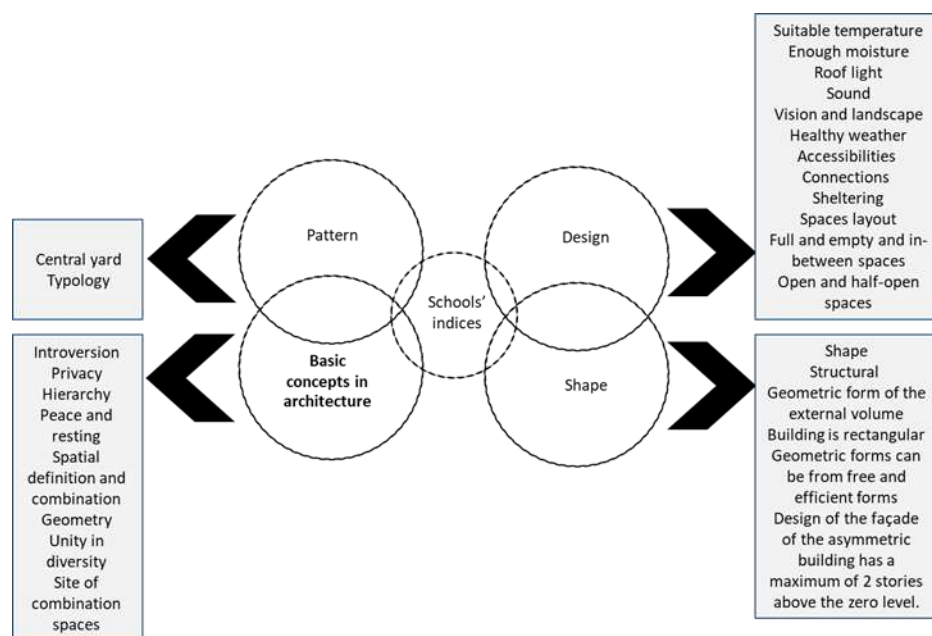 Suitable temperature
Enough moisture
Roof light
Sound
Vision and landscape
Healthy weather
Accessibilities
Connections
Sheltering
Spaces layout
Full and empty and in-
between spaces
Open and half-open
spaces
Pattern
Design
Central yard
Typology
Schools’
indices
Basic
concepts in
architecture
Shape
Introversion
Privacy
Hierarchy
Peace and
resting
Spatial
definition and
combination
Geometry
Unity in
diversity
Site of
combination
spaces
Shape
Structural
Geometric form of the
external volume
Building is rectangular
Geometric forms can
be from free and
efficient forms
Design of the façade
of the asymmetric
building has a
maximum of 2 stories
above the zero level.